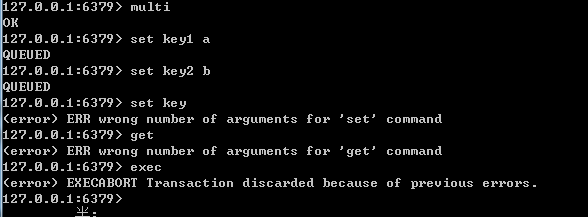 127.0.0.1:6379> multi
OK
127.0.0.1:6379> set key1 a
QUEUED
127.0.0.1:6379> set key2 b
QUEUED
127.0.0.1:6379> set key
(error) ERR wrong number of arguments for 'set' command
127.0.0.1:6379> get
(error) ERR wrong number of arguments for 'get' command
127.0.0.1:6379> exec
(error) EXECABORT Transaction discarded because of previous errors.
127.0.0.1:6379>
半: